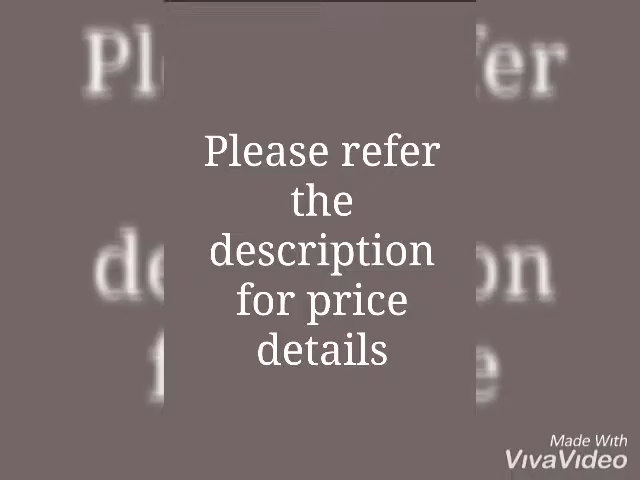 Please refer
the
description
for price
details
Made With
VivaVideo